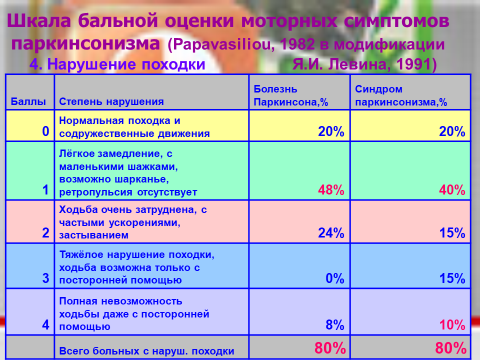 Шкала бальной оценки моторных симптомов
паркинсонизма (Papavasiliou, 1982 в модификации
4. Нарушение походки Я.И. Левина, 1991)
Баллы Степень нарушения Болезнь Паркинсона,% Синдром паркинсонизма,%
0 Нормальная походка и содружественные движения 20% 20%
1 Лёгкое замедление, с маленькими шажками, возможно шарканье, ретропульсия отсутствует 48% 40%
2 Ходьба очень затруднена, с частыми ускорениями, застыванием 24% 15%
3 Тяжёлое нарушение походки, ходьба возможна только с посторонней помощью 0% 15%
4 Полная невозможность ходьбы даже с посторонней помощью 8% 10%
Всего больных с наруш. походки 80% 80%